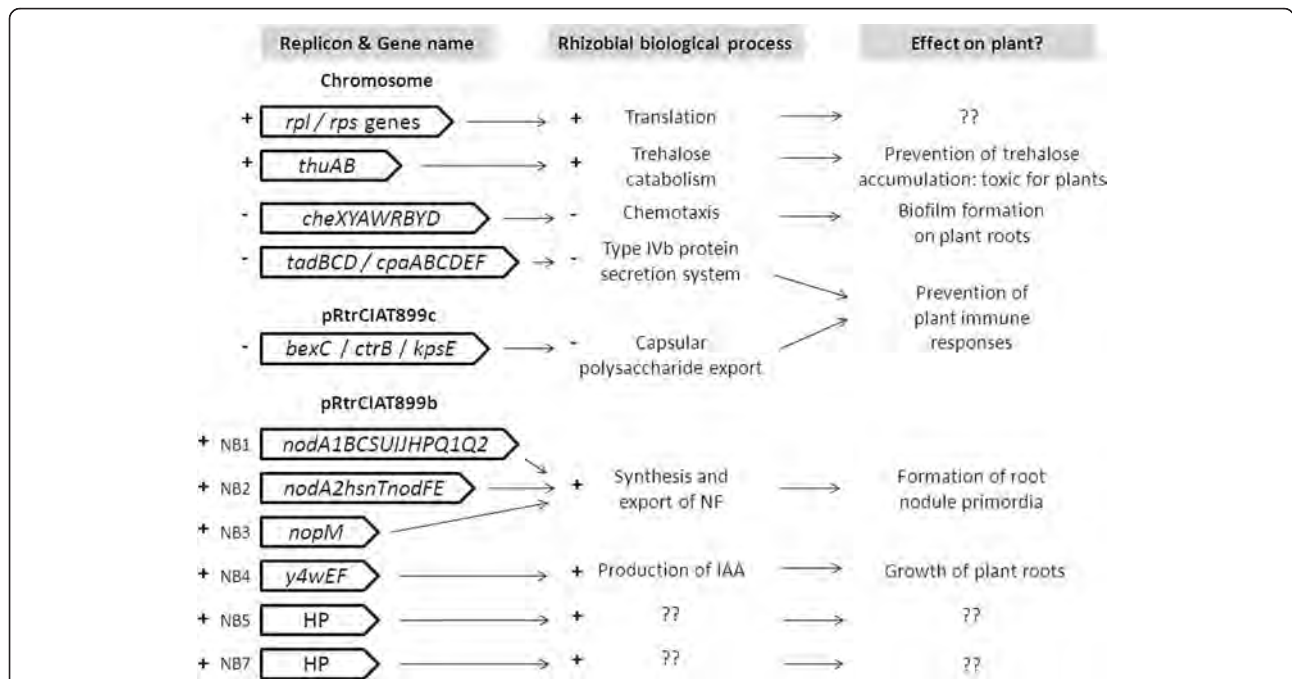 Replicon & Gene name Rhizobial biological process Effect on plant?
Chromosome
+ rpl / rps genes + Translation ??
+ thuAB + Trehalose catabolism Prevention of trehalose accumulation: toxic for plants
- cheXYAWRBYD - Chemotaxis Biofilm formation on plant roots
- tadBCD / cpaABCDEF - Type IVb protein secretion system
Prevention of plant immune responses
pRtrCIAT899c
- bexC / ctrB / kpsE - Capsular polysaccharide export
pRtrCIAT899b
+ NB1 nodA1BCSUIJHPQ1Q2
+ NB2 nodA2hsnTnodFE + Synthesis and export of NF Formation of root nodule primordia
+ NB3 nopM
+ NB4 y4wEF + Production of IAA Growth of plant roots
+ NB5 HP + ?? ??
+ NB7 HP + ?? ??